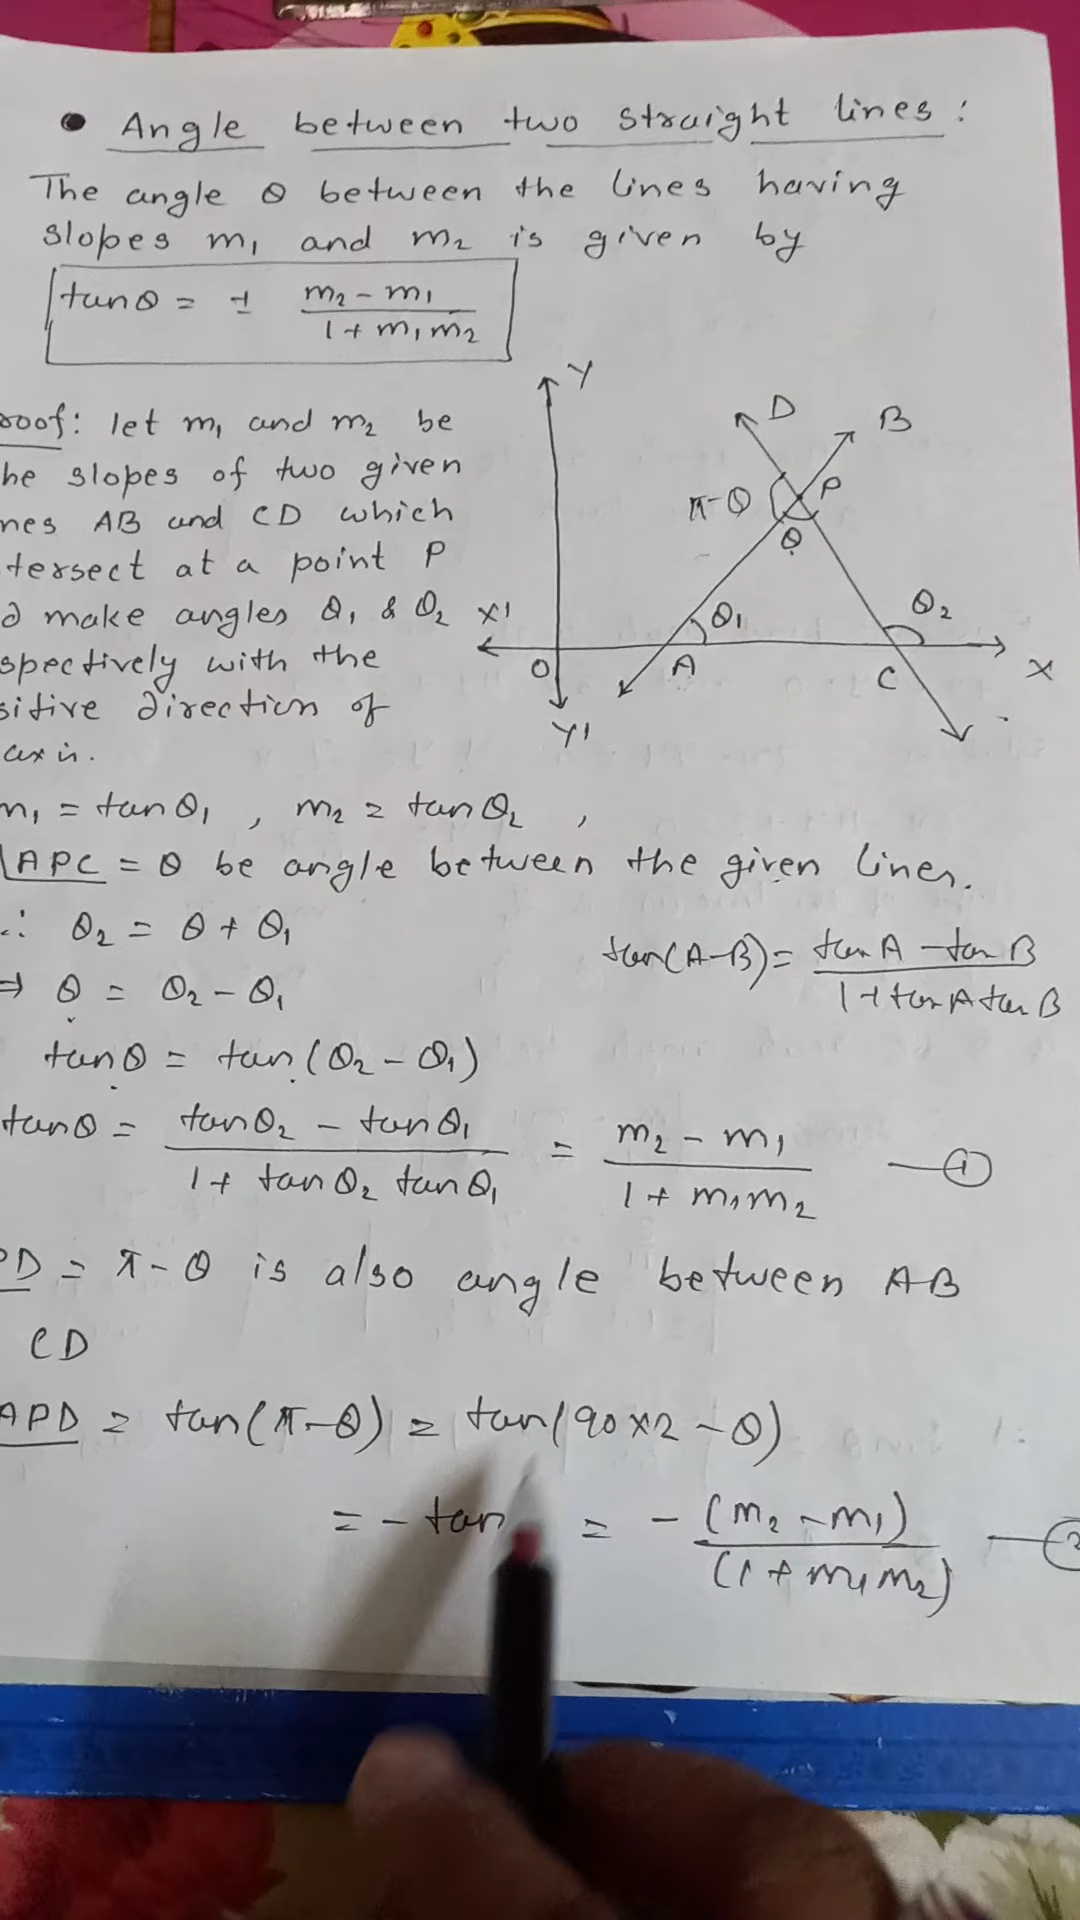 • Angle between two straight lines:
The angle θ between the lines having
slopes m₁ and m₂ is given by
tanθ = ± (m₂ - m₁)/(1 + m₁m₂)
roof: let m₁ and m₂ be
he slopes of two given
nes AB and CD which
tersect at a point P
d make angles θ₁ & θ₂
spectively with the
sitive direction of
axis.
Y
D
B
P
π-θ
θ
θ₁
θ₂
X'
O
A
C
X
Y'
m₁ = tanθ₁ , m₂ = tanθ₂ ,
∠APC = θ be angle between the given lines.
∴ θ₂ = θ + θ₁
⇒ θ = θ₂ - θ₁
tan(A-B) = (tanA - tanB)/(1 + tanA tanB)
tanθ = tan(θ₂ - θ₁)
tanθ = (tanθ₂ - tanθ₁)/(1 + tanθ₂ tanθ₁) = (m₂ - m₁)/(1 + m₁m₂) —①
PD = π-θ is also angle between AB
CD
APD = tan(π-θ) = tan(90×2-θ)
= - tan = - (m₂-m₁)/(1+m₁m₂) —②